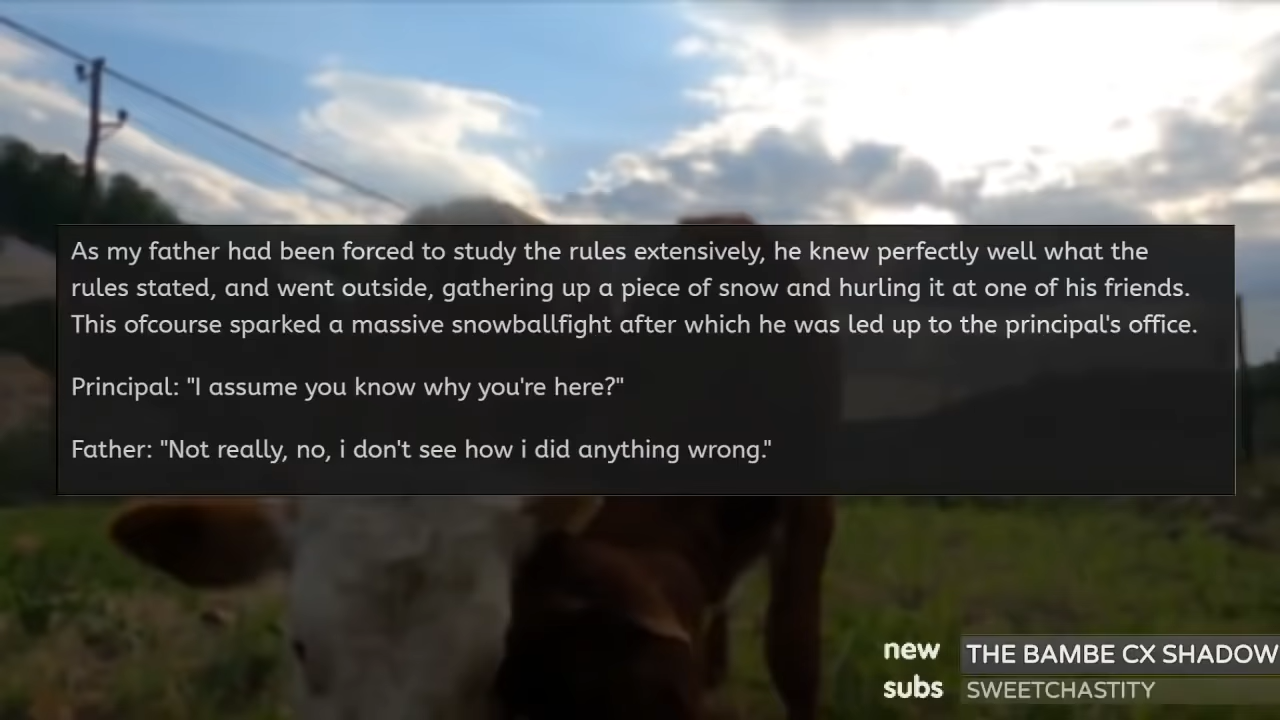 As my father had been forced to study the rules extensively, he knew perfectly well what the
rules stated, and went outside, gathering up a piece of snow and hurling it at one of his friends.
This ofcourse sparked a massive snowballfight after which he was led up to the principal's office.
Principal: "I assume you know why you're here?"
Father: "Not really, no, i don't see how i did anything wrong."
new THE BAMBE CX SHADOW
subs SWEETCHASTITY